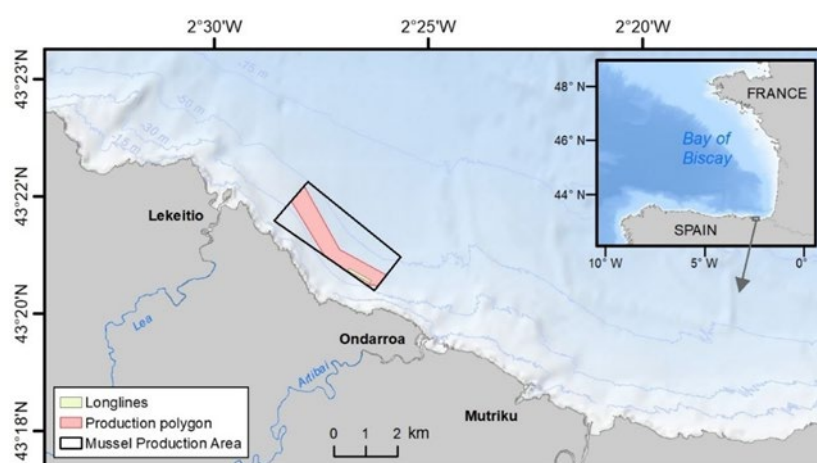 2°30'W 2°25'W 2°20'W
43°23'N
43°22'N
43°20'N
43°18'N
-75 m
-50 m
-30 m
-15 m
Lekeitio
Lea
Ondarroa
Artibai
Mutriku
Longlines
Production polygon
Mussel Production Area
0 1 2 km
48° N
46° N
44° N
FRANCE
Bay of
Biscay
SPAIN
10° W 5° W 0°